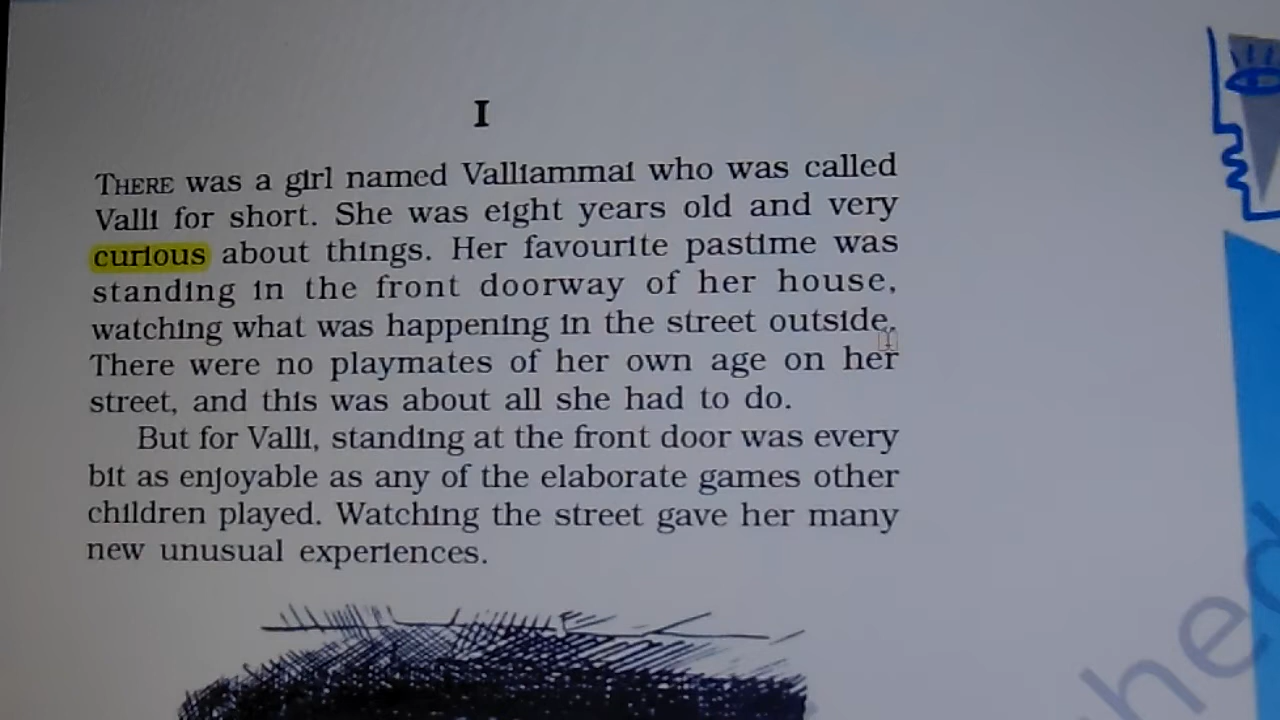 I
THERE was a girl named Valliammai who was called
Valli for short. She was eight years old and very
curious about things. Her favourite pastime was
standing in the front doorway of her house,
watching what was happening in the street outside.
There were no playmates of her own age on her
street, and this was about all she had to do.
But for Valli, standing at the front door was every
bit as enjoyable as any of the elaborate games other
children played. Watching the street gave her many
new unusual experiences.